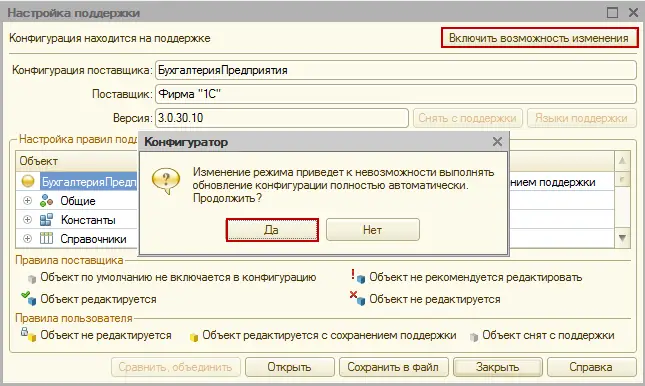 Настройка поддержки
Конфигурация находится на поддержке
Включить возможность изменения
Конфигурация поставщика: БухгалтерияПредприятия
Поставщик: Фирма "1С"
Версия: 3.0.30.10
Снять с поддержки
Языки поддержки
Настройка правил подд
Объект
БухгалтерияПредп
нием поддержки
Общие
Константы
Справочники
Конфигуратор
Изменение режима приведет к невозможности выполнять
обновление конфигурации полностью автоматически.
Продолжить?
Да
Нет
Правила поставщика
Объект по умолчанию не включается в конфигурацию
Объект не рекомендуется редактировать
Объект редактируется
Объект не редактируется
Правила пользователя
Объект не редактируется
Объект редактируется с сохранением поддержки
Объект снят с поддержки
Сравнить, объединить
Открыть
Сохранить в файл
Закрыть
Справка